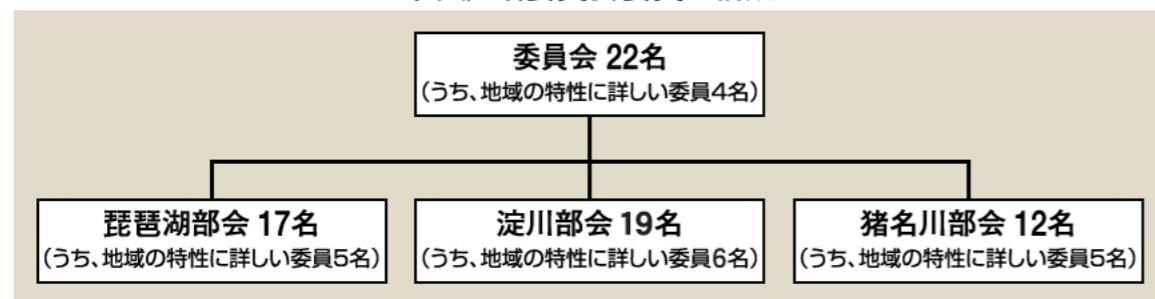 委員会 22名
(うち、地域の特性に詳しい委員4名)
琵琶湖部会 17名
(うち、地域の特性に詳しい委員5名)
淀川部会 19名
(うち、地域の特性に詳しい委員6名)
猪名川部会 12名
(うち、地域の特性に詳しい委員5名)